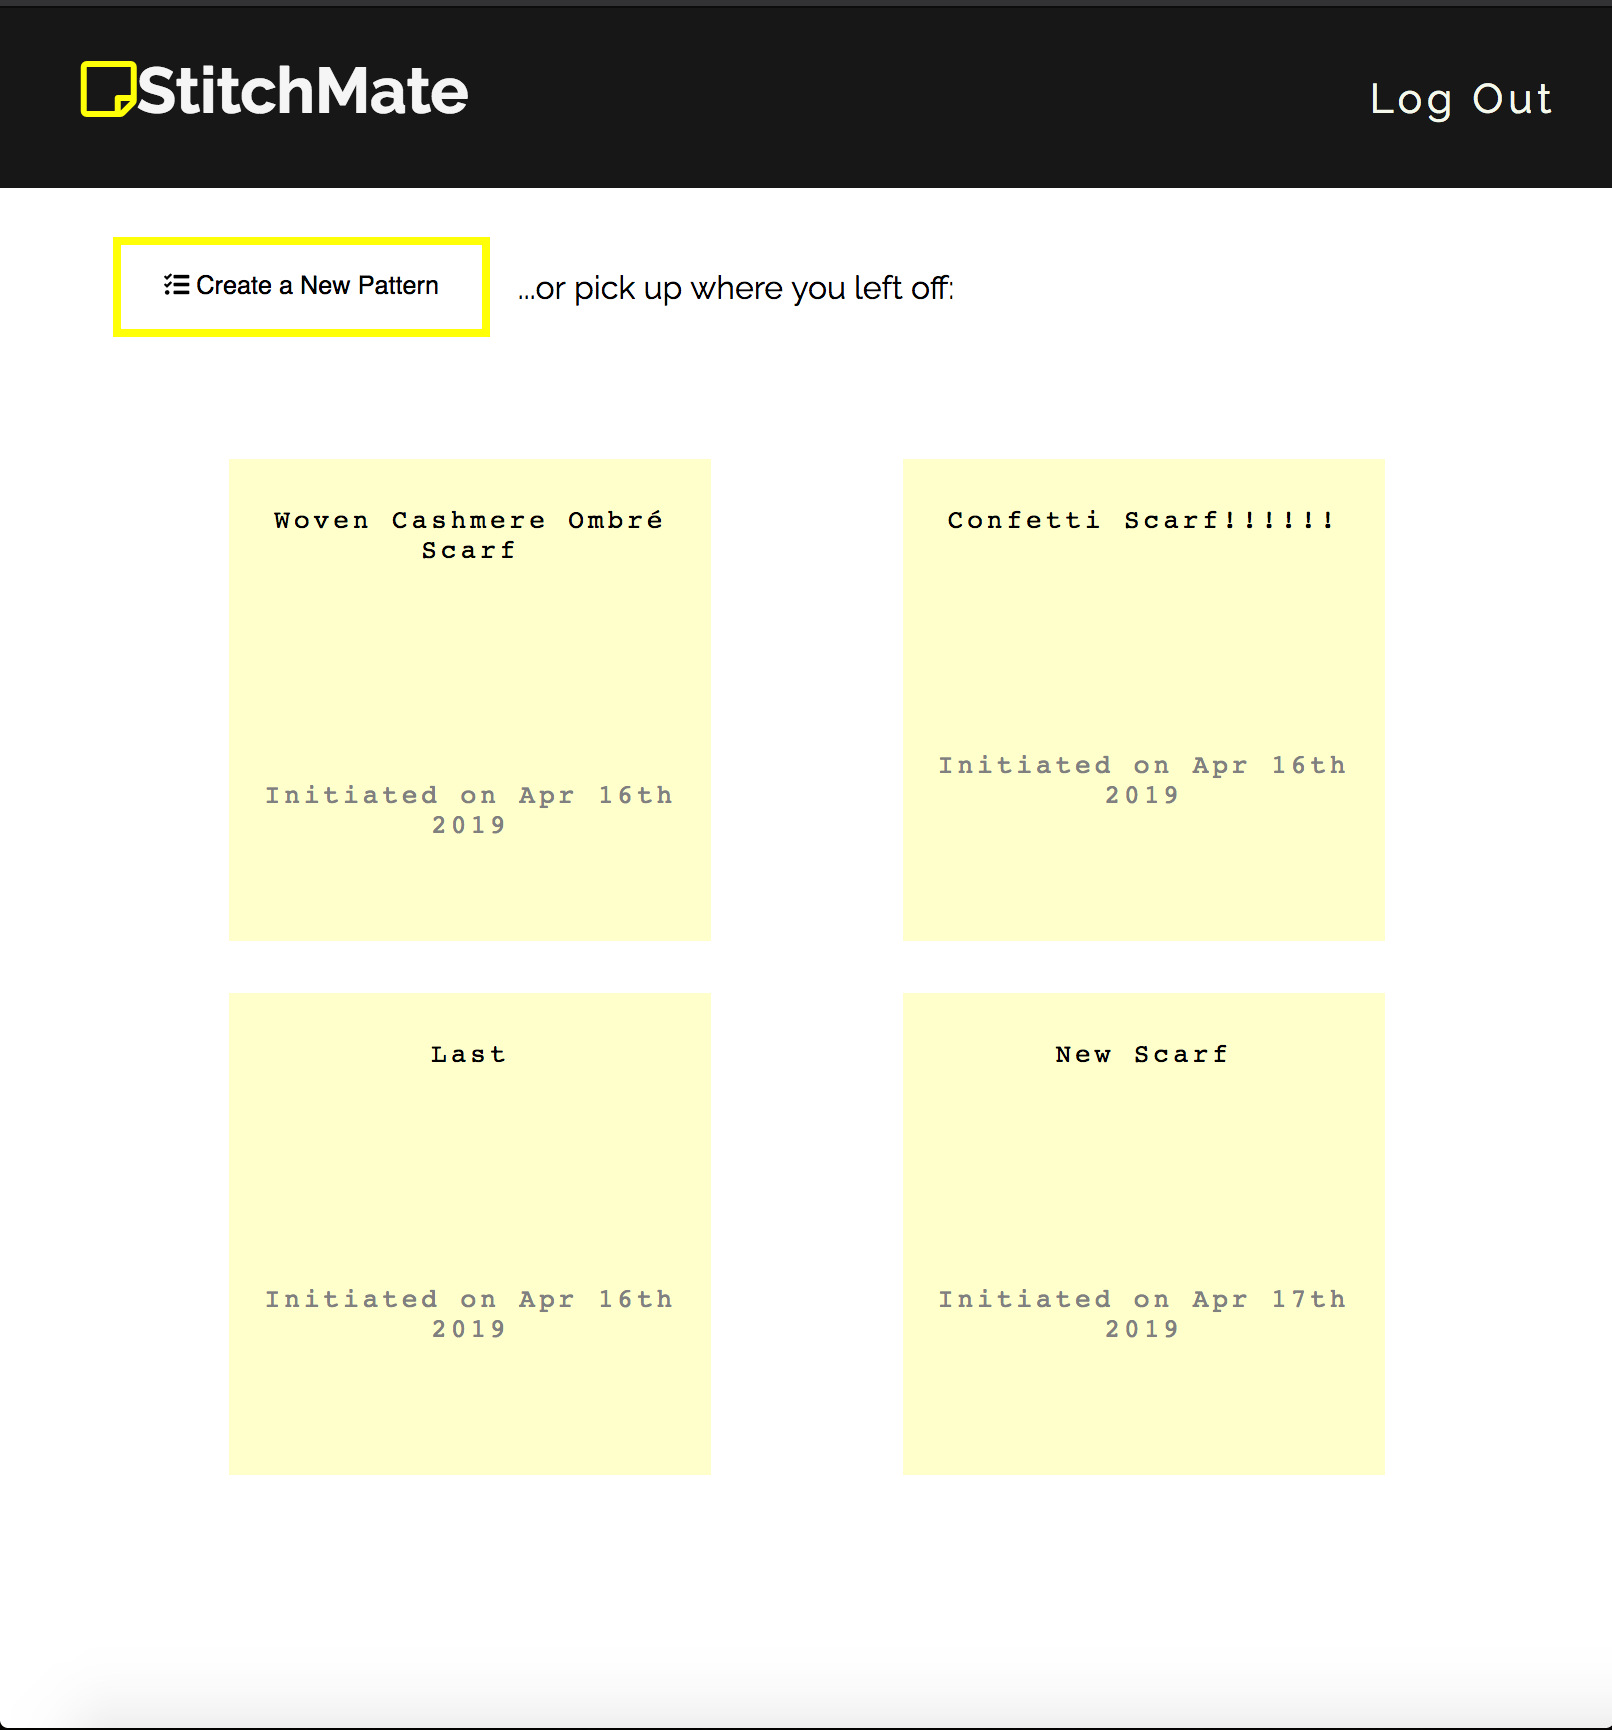 StitchMate
Log Out
Create a New Pattern
...or pick up where you left off:
Woven Cashmere Ombré
Scarf
Initiated on Apr 16th
2019
Confetti Scarf!!!!!!
Initiated on Apr 16th
2019
Last
Initiated on Apr 16th
2019
New Scarf
Initiated on Apr 17th
2019